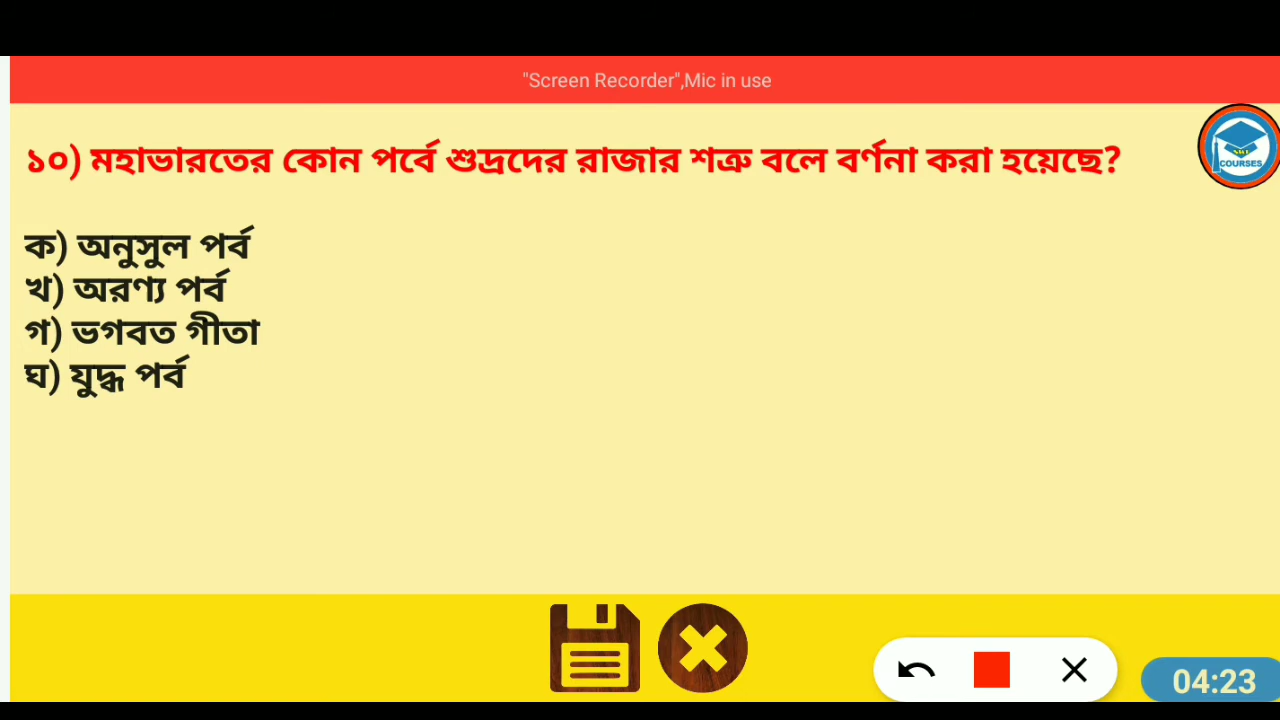 "Screen Recorder",Mic in use
১০) মহাভারতের কোন পর্বে শুদ্রদের রাজার শত্রু বলে বর্ণনা করা হয়েছে?
COURSES
ক) অনুসুল পর্ব
খ) অরণ্য পর্ব
গ) ভগবত গীতা
ঘ) যুদ্ধ পর্ব
04:23